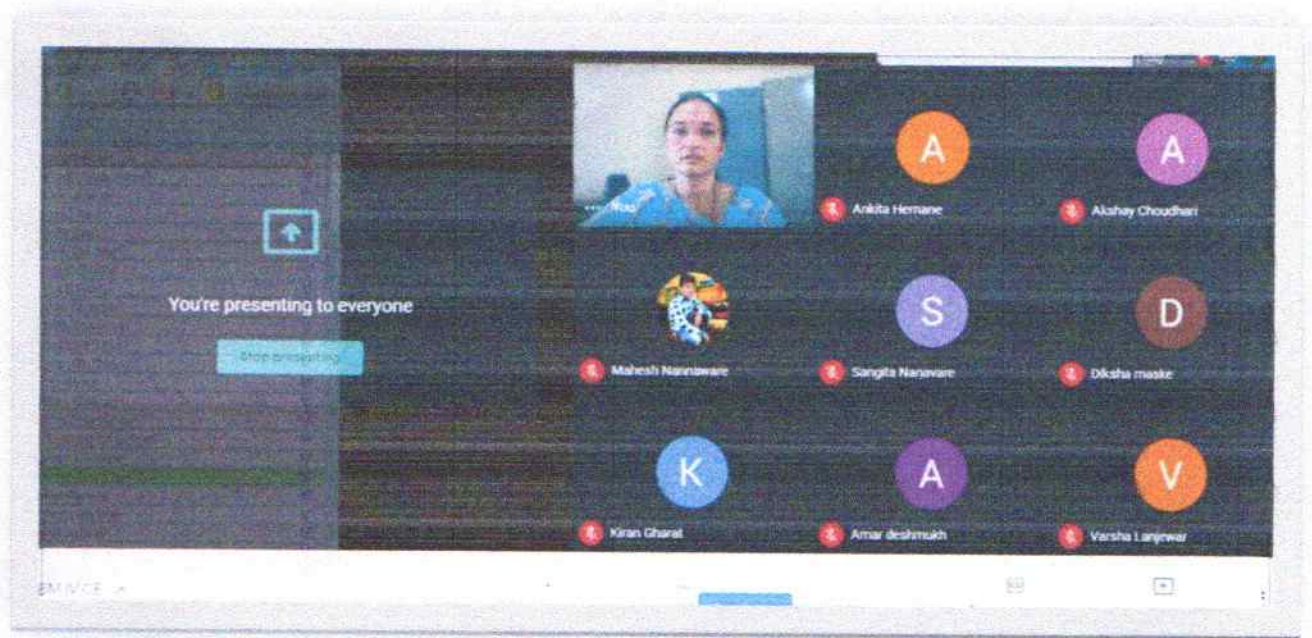 You
A
Ankita Hemane
A
Akshay Choudhari
You're presenting to everyone
Stop presenting
Mahesh Nannaware
S
Sangita Nanavare
D
Diksha maske
K
Kiran Gharat
A
Amar deshmukh
V
Varsha Lanjewar